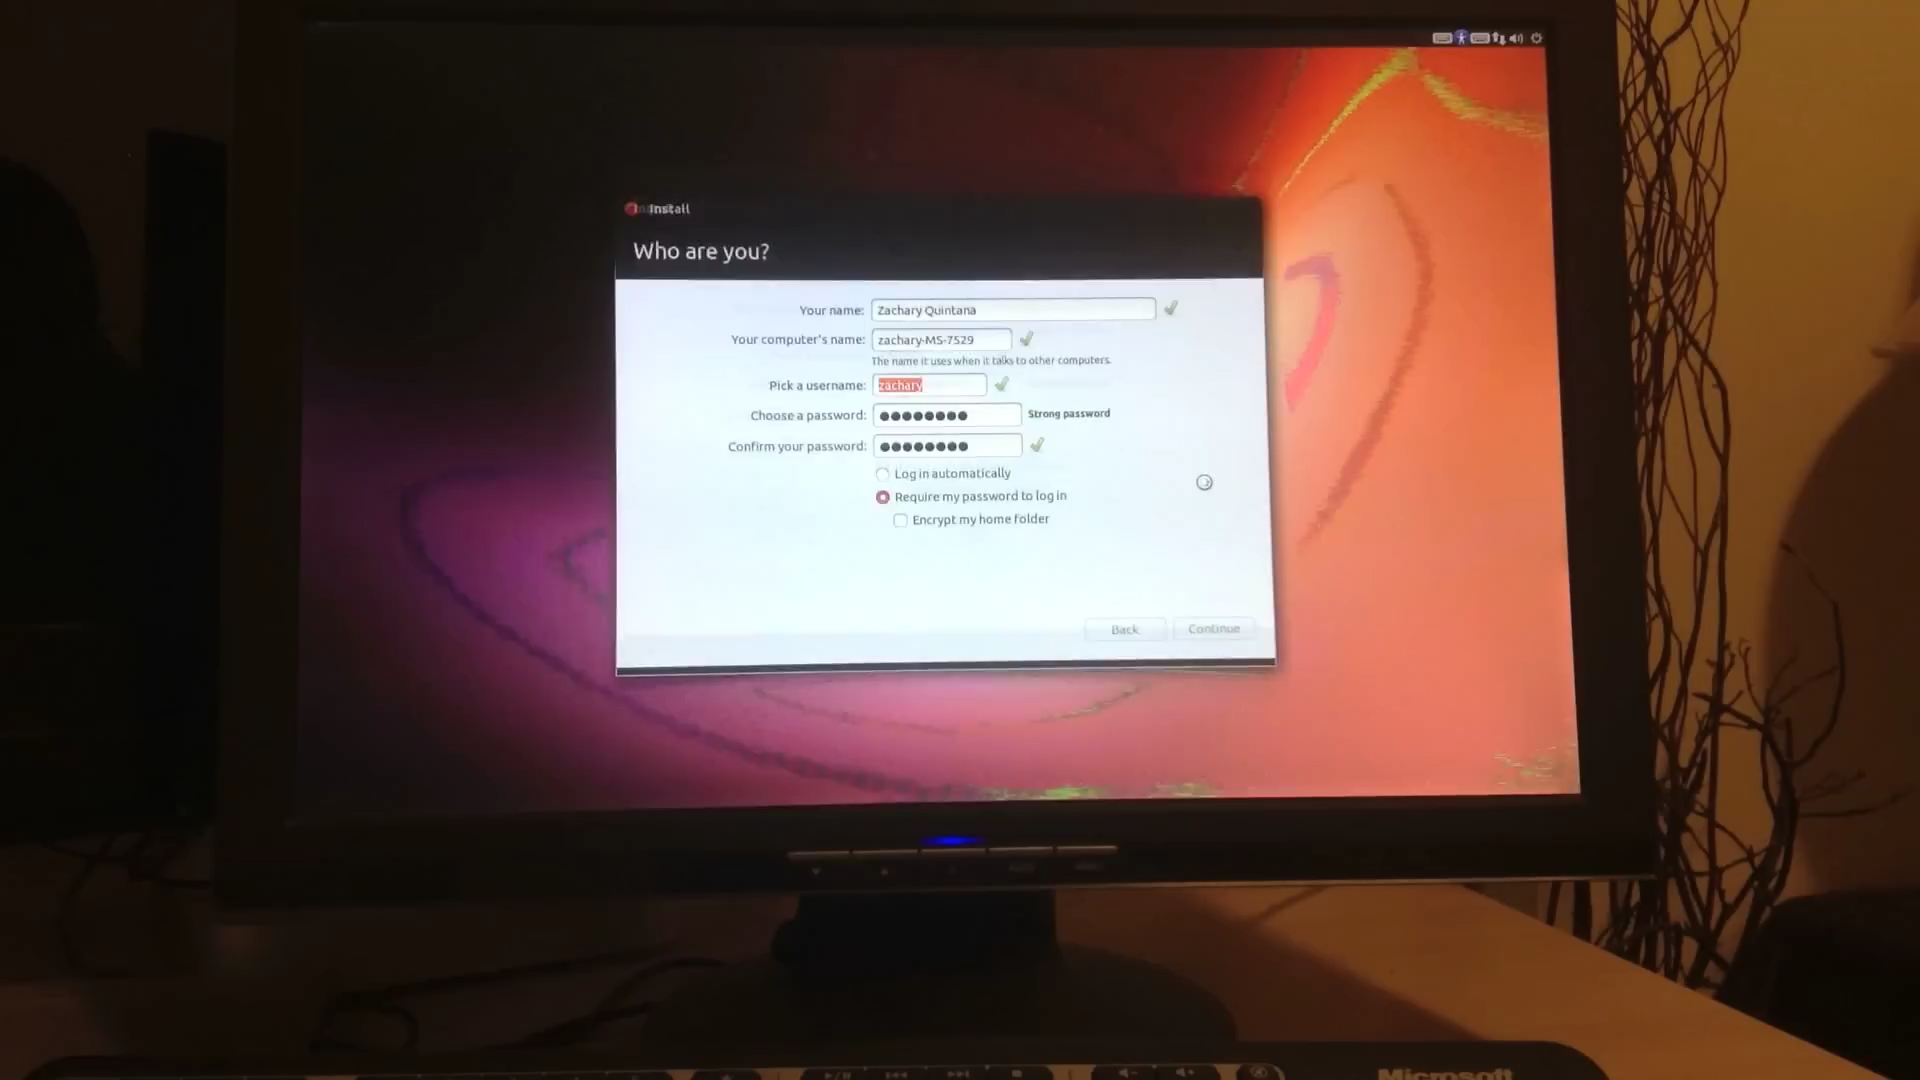 Install
Who are you?
Your name: Zachary Quintana
Your computer's name: zachary-MS-7529
The name it uses when it talks to other computers.
Pick a username: zachary
Choose a password: ●●●●●●●● Strong password
Confirm your password: ●●●●●●●●
Log in automatically
Require my password to log in
Encrypt my home folder
Back Continue
Microsoft